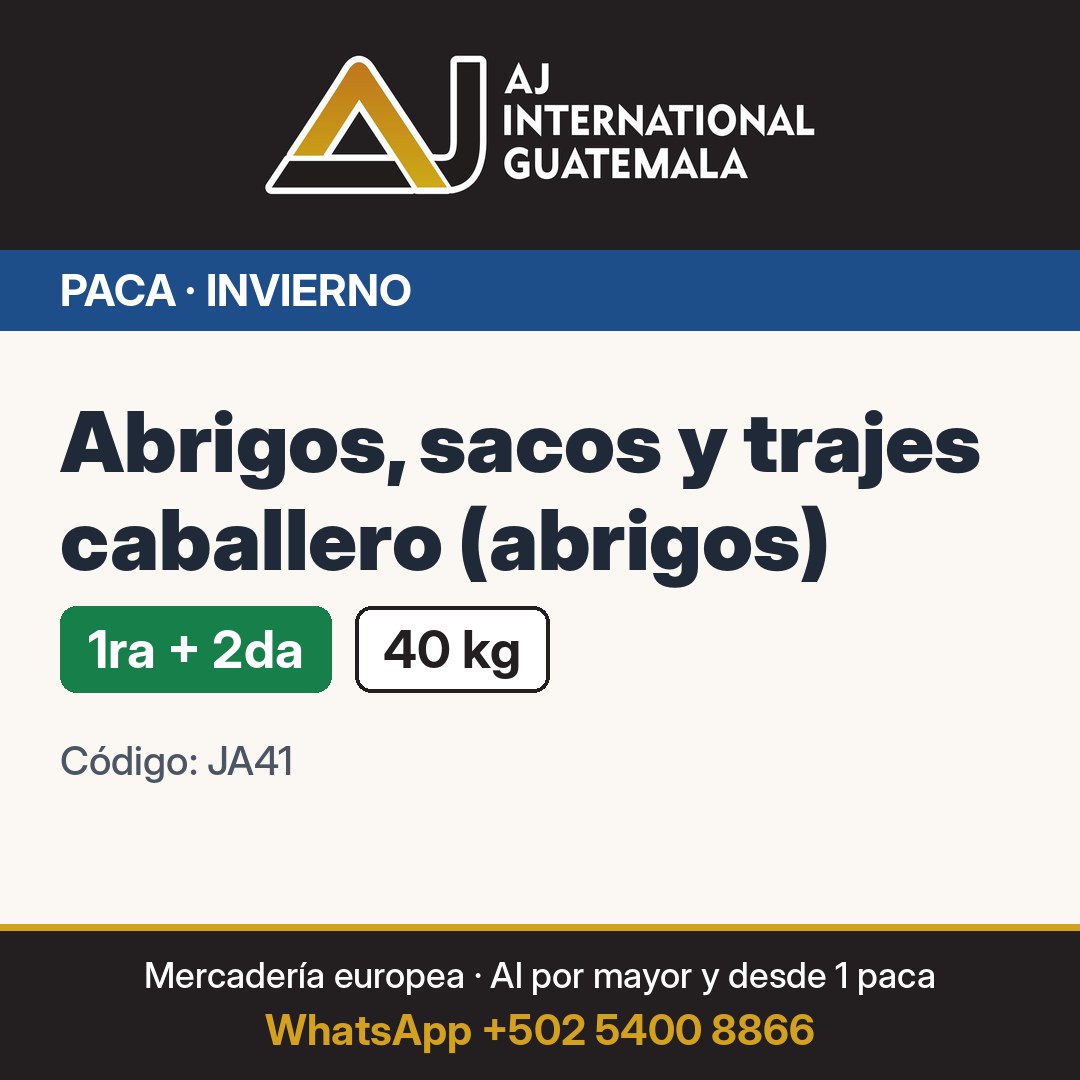 AJ
AJ
INTERNATIONAL
GUATEMALA
PACA · INVIERNO
Abrigos, sacos y trajes
caballero (abrigos)
1ra + 2da
40 kg
Código: JA41
Mercadería europea · Al por mayor y desde 1 paca
WhatsApp +502 5400 8866